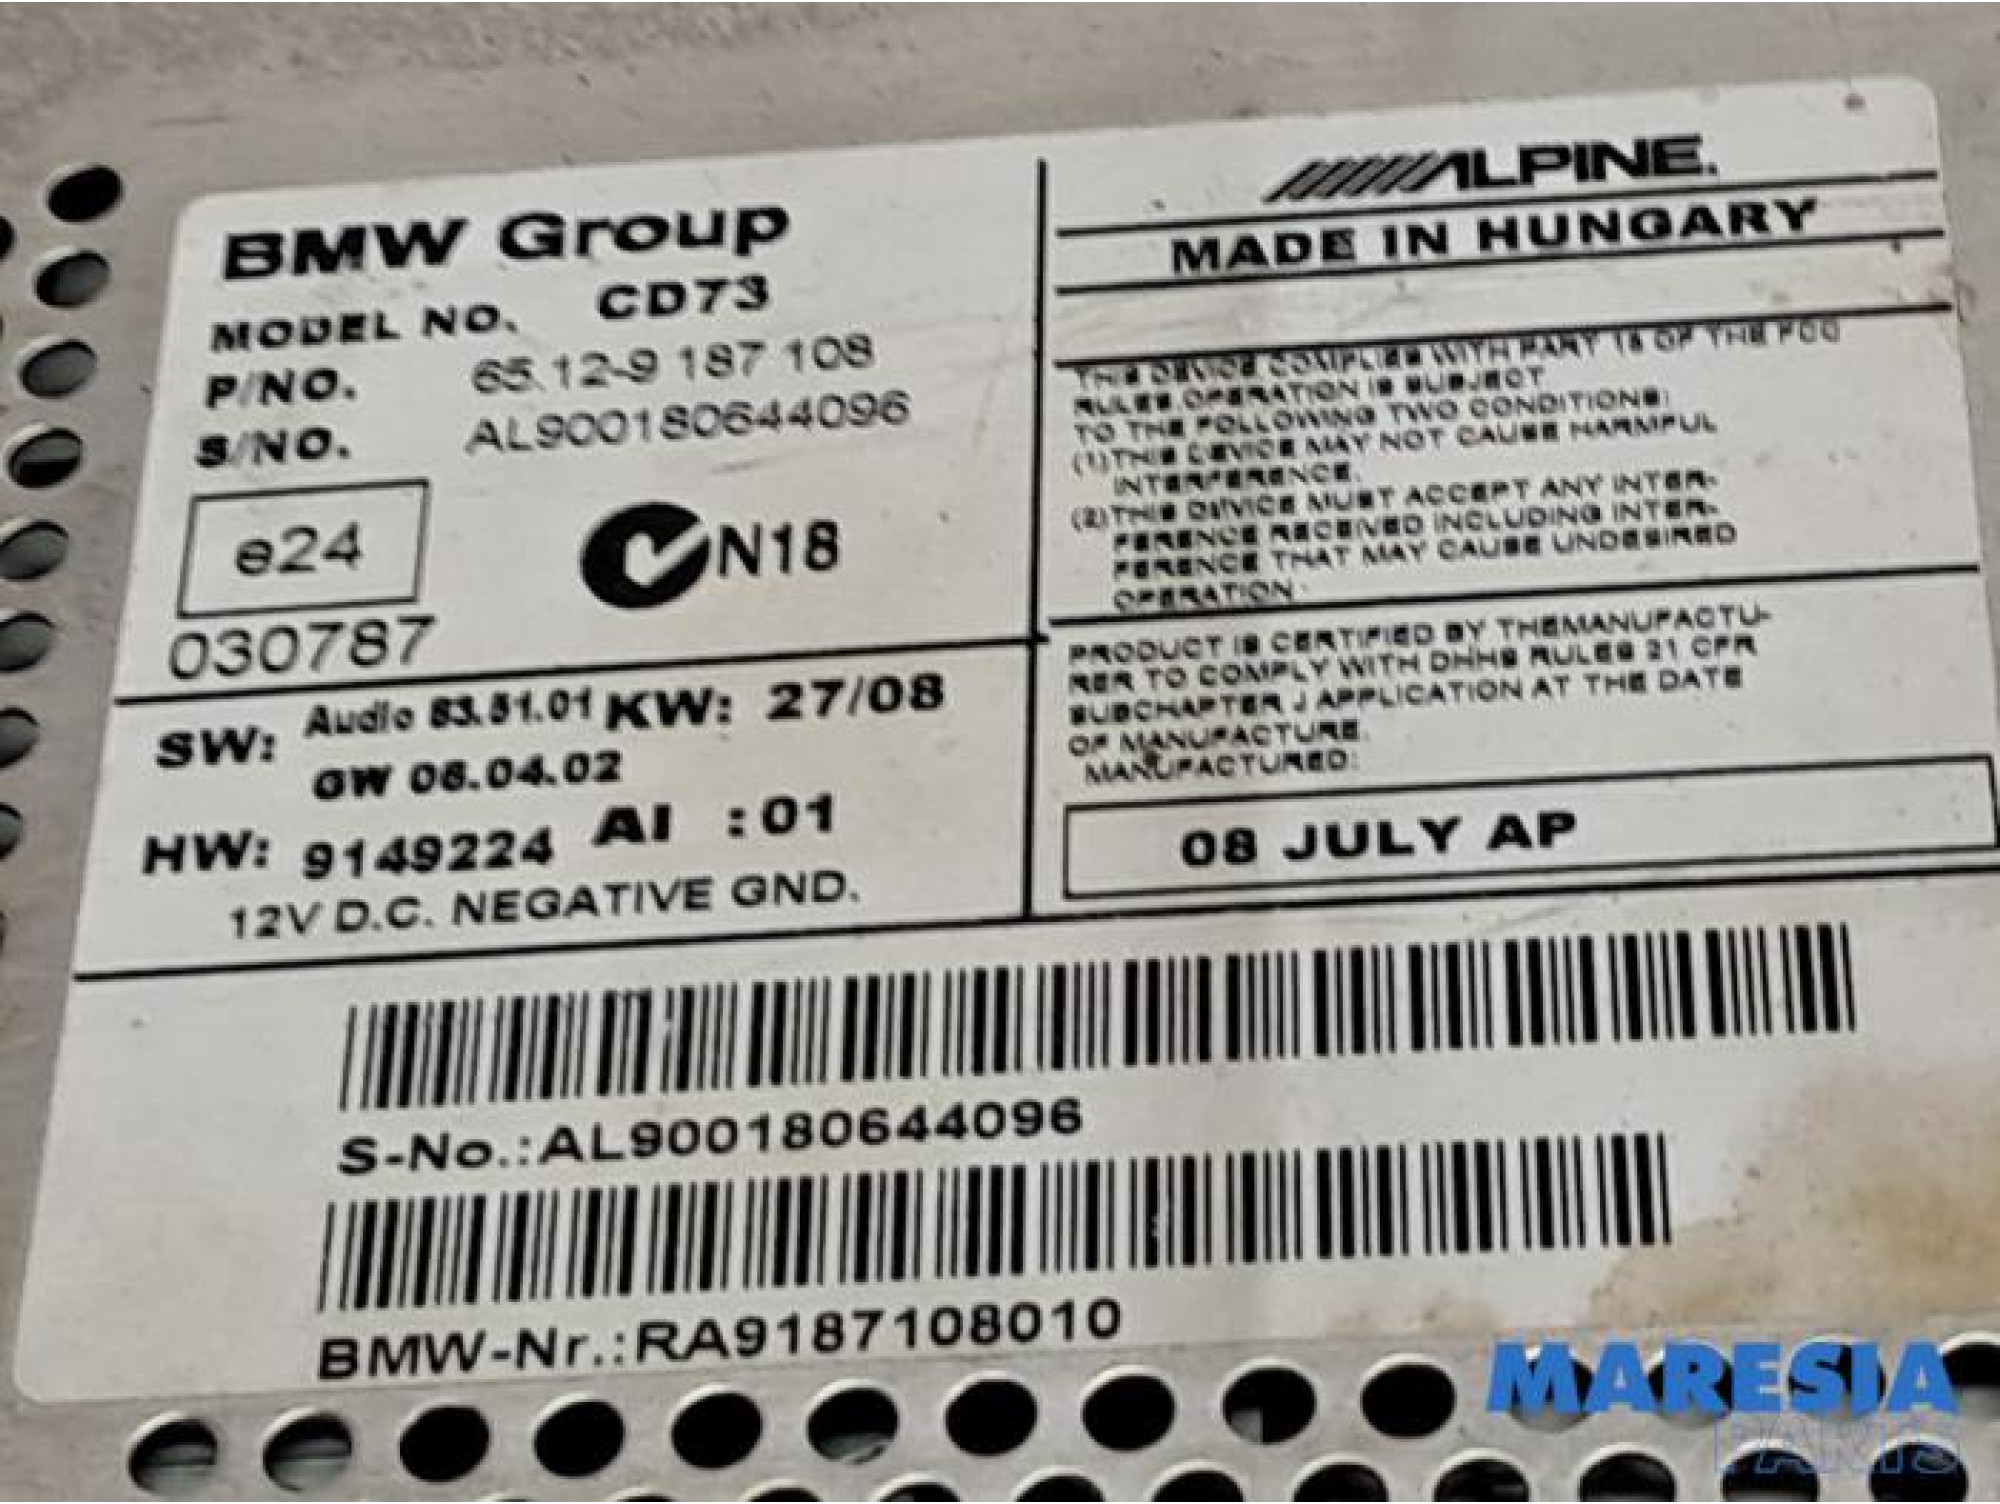 BMW Group
MODEL NO. CD73
P/NO. 65.12-9 187 108
S/NO. AL900180644096
e24
N18
030787
SW: Audio 83.51.01 KW: 27/08
GW 06.04.02
HW: 9149224 AI :01
12V D.C. NEGATIVE GND.
ALPINE
MADE IN HUNGARY
THIS DEVICE COMPLIES WITH PART 15 OF THE FCC
RULES.OPERATION IS SUBJECT
TO THE FOLLOWING TWO CONDITIONS:
(1)THIS DEVICE MAY NOT CAUSE HARMFUL
INTERFERENCE.
(2)THIS DEVICE MUST ACCEPT ANY INTER-
FERENCE RECEIVED INCLUDING INTER-
FERENCE THAT MAY CAUSE UNDESIRED
OPERATION.
PRODUCT IS CERTIFIED BY THEMANUFACTU-
RER TO COMPLY WITH DHHS RULES 21 CFR
SUBCHAPTER J APPLICATION AT THE DATE
OF MANUFACTURE.
MANUFACTURED:
08 JULY AP
S-No.:AL900180644096
BMW-Nr.:RA9187108010
MARESIA
PARTS